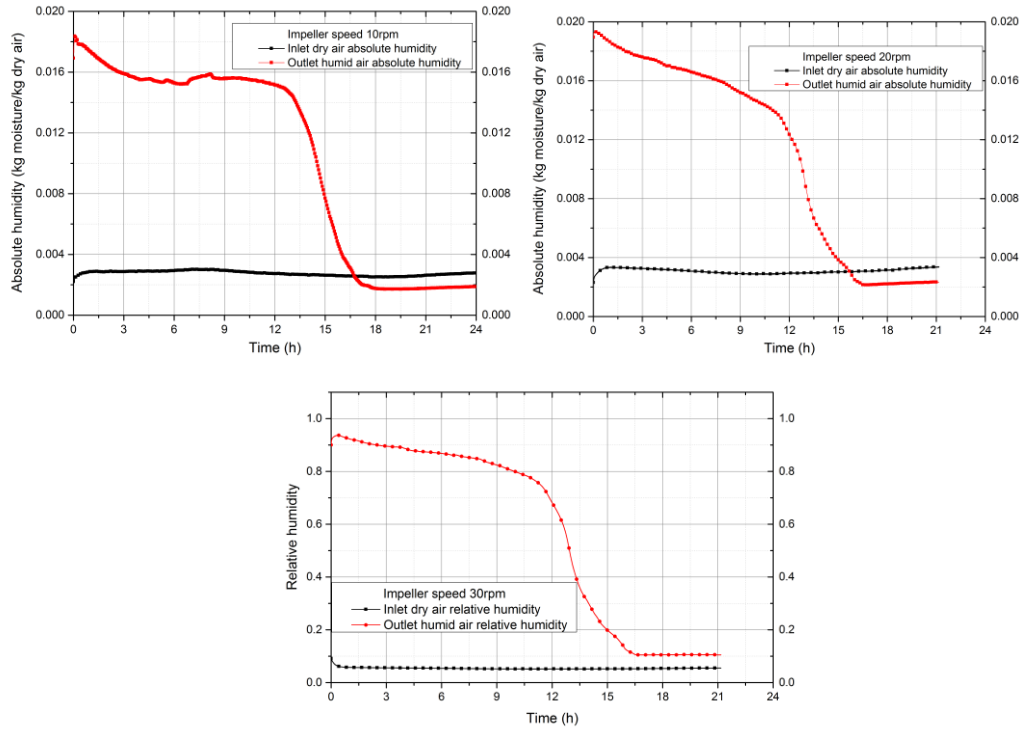 Absolute humidity (kg moisture/kg dry air)
0.020
0.016
0.012
0.008
0.004
0.000
Impeller speed 10rpm
Inlet dry air absolute humidity
Outlet humid air absolute humidity
0.020
0.016
0.012
0.008
0.004
0.000
0 3 6 9 12 15 18 21 24
Time (h)
Absolute humidity (kg moisture/kg dry air)
0.020
0.016
0.012
0.008
0.004
0.000
Impeller speed 20rpm
Inlet dry air absolute humidity
Outlet humid air absolute humidity
0.020
0.016
0.012
0.008
0.004
0.000
0 3 6 9 12 15 18 21 24
Time (h)
Relative humidity
1.0
0.8
0.6
0.4
0.2
0.0
Impeller speed 30rpm
Inlet dry air relative humidity
Outlet humid air relative humidity
1.0
0.8
0.6
0.4
0.2
0.0
0 3 6 9 12 15 18 21 24
Time (h)